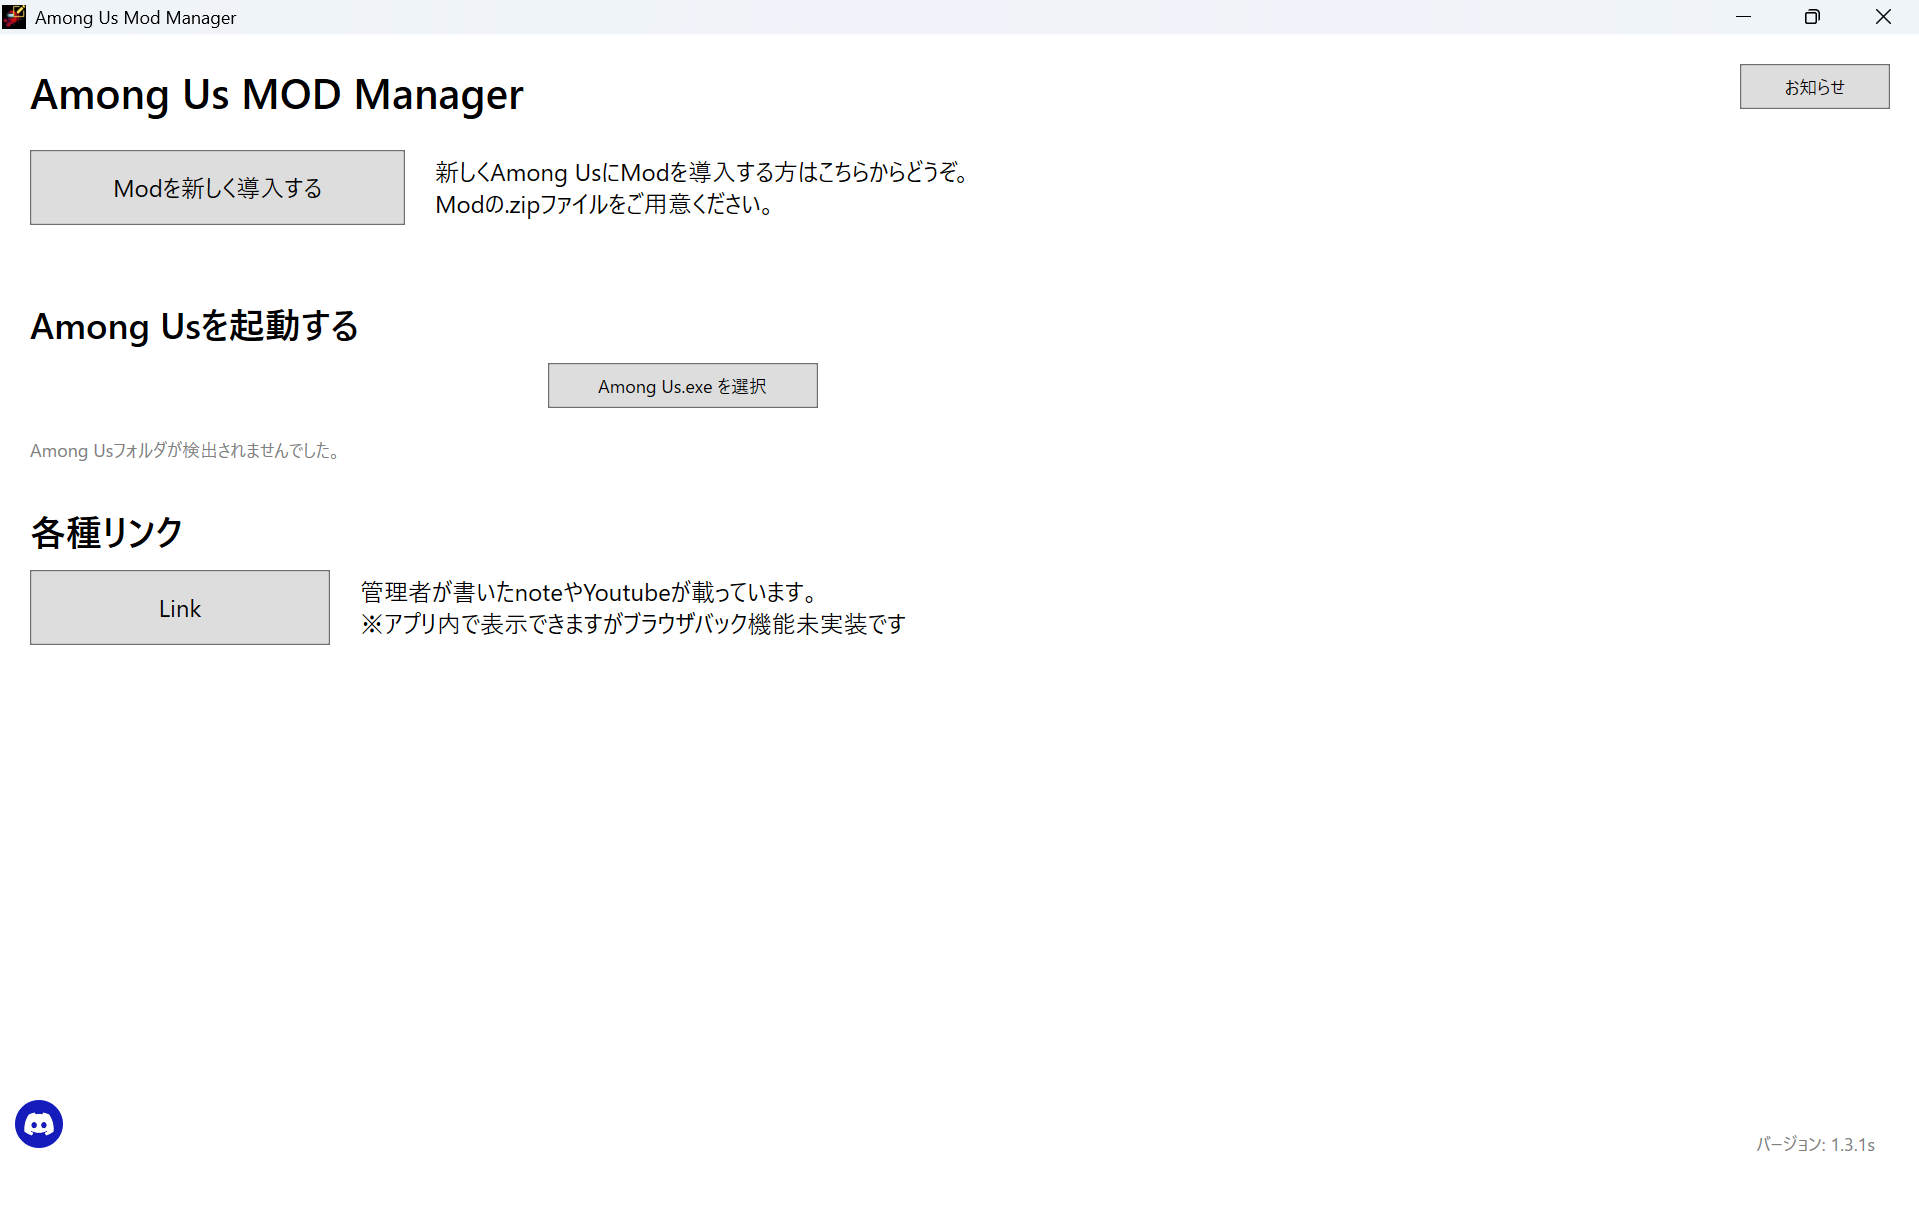 Among Us Mod Manager
Among Us MOD Manager
お知らせ
Modを新しく導入する
新しくAmong UsにModを導入する方はこちらからどうぞ。
Modの.zipファイルをご用意ください。
Among Usを起動する
Among Us.exe を選択
Among Usフォルダが検出されませんでした。
各種リンク
Link
管理者が書いたnoteやYoutubeが載っています。
※アプリ内で表示できますがブラウザバック機能未実装です
バージョン: 1.3.1s